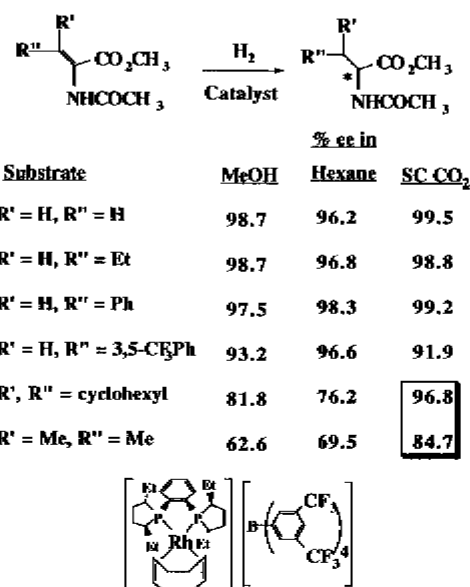 R' R'
R" CO2CH3 H2 R" CO2CH3
NHCOCH3 Catalyst * NHCOCH3
% ee in
Substrate MeOH Hexane SC CO2
R' = H, R" = H 98.7 96.2 99.5
R' = H, R" = Et 98.7 96.8 98.8
R' = H, R" = Ph 97.5 98.3 99.2
R' = H, R" = 3,5-CF3Ph 93.2 96.6 91.9
R', R" = cyclohexyl 81.8 76.2 96.8
R' = Me, R" = Me 62.6 69.5 84.7
Et Et
P P B CF3
Et Rh Et CF3 4